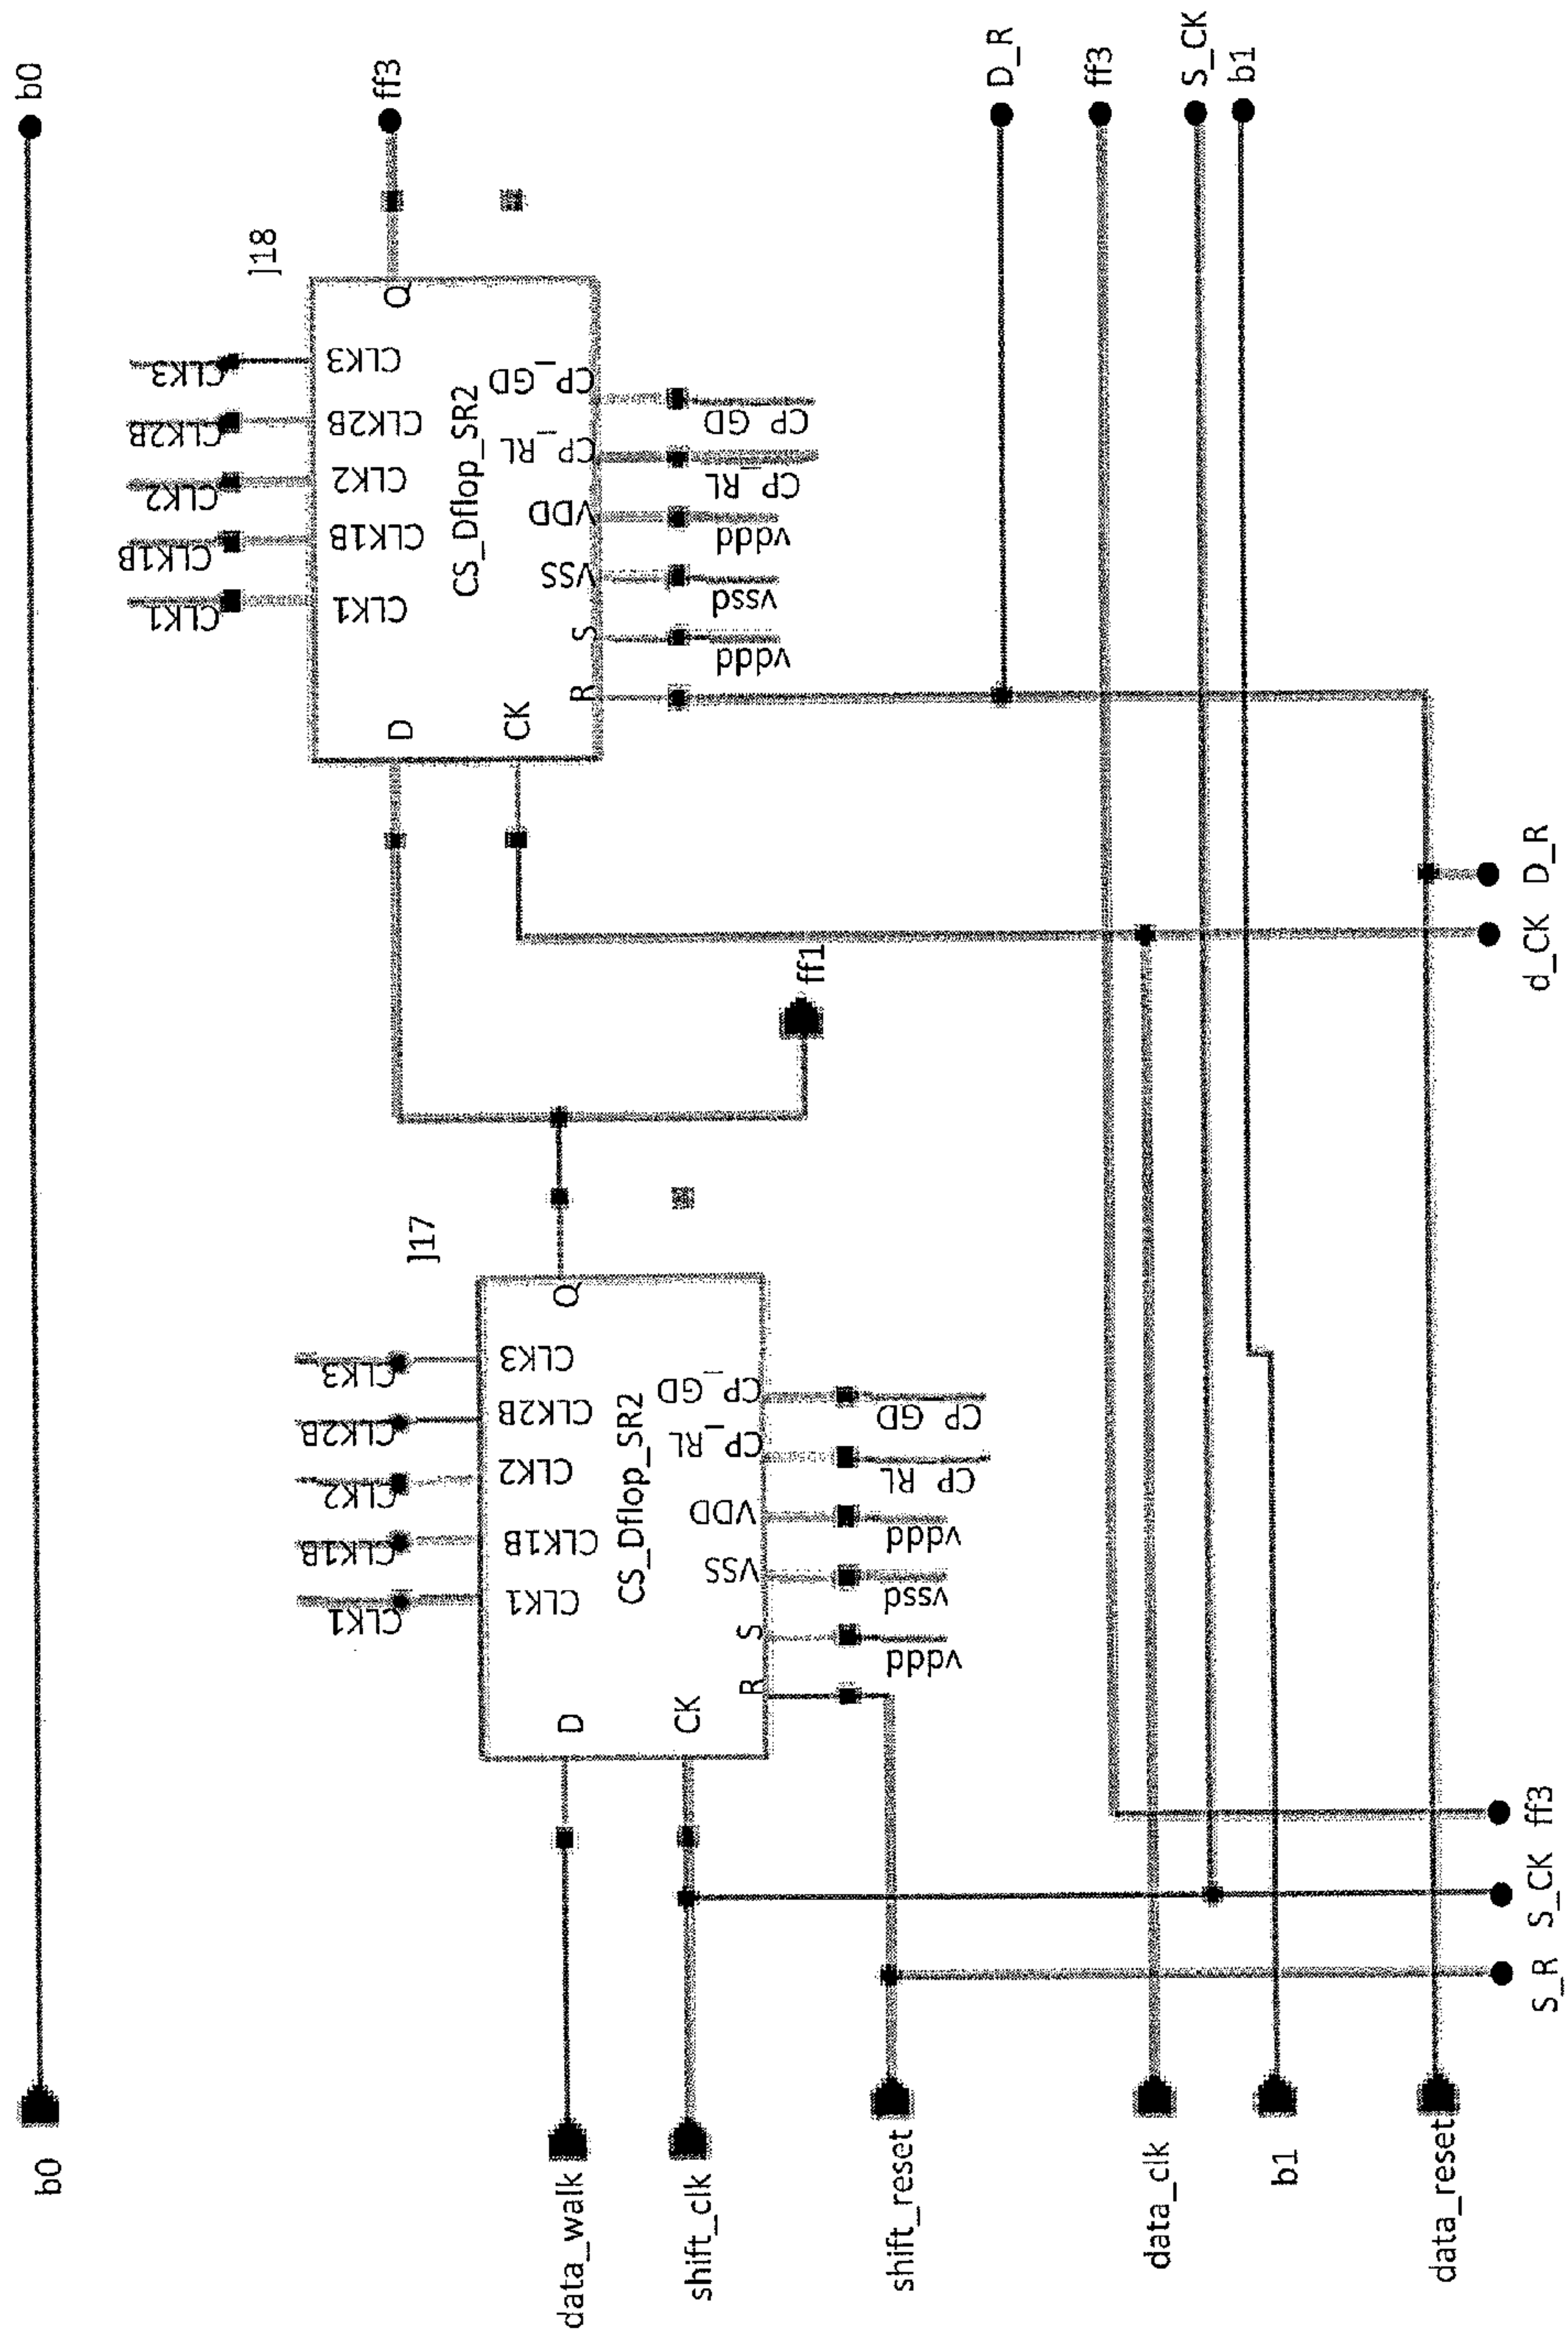 b0
b0
J18
ff3
CLK1
CLK1B
CLK2
CLK2B
CLK3
CLK1
CLK1B
CLK2
CLK2B
CLK3
D
Q
CS_Dflop_SR2
CK
R
S
VSS
VDD
CP_RL
CP_GD
vddd
vssd
vddd
CP_RL
CP_GD
J17
CLK1
CLK1B
CLK2
CLK2B
CLK3
CLK1
CLK1B
CLK2
CLK2B
CLK3
data_walk
D
Q
CS_Dflop_SR2
shift_clk
CK
R
S
VSS
VDD
CP_RL
CP_GD
vddd
vssd
vddd
CP_RL
CP_GD
ff1
shift_reset
D_R
ff3
data_clk
S_CK
b1
b1
data_reset
S_R
S_CK
ff3
d_CK
D_R